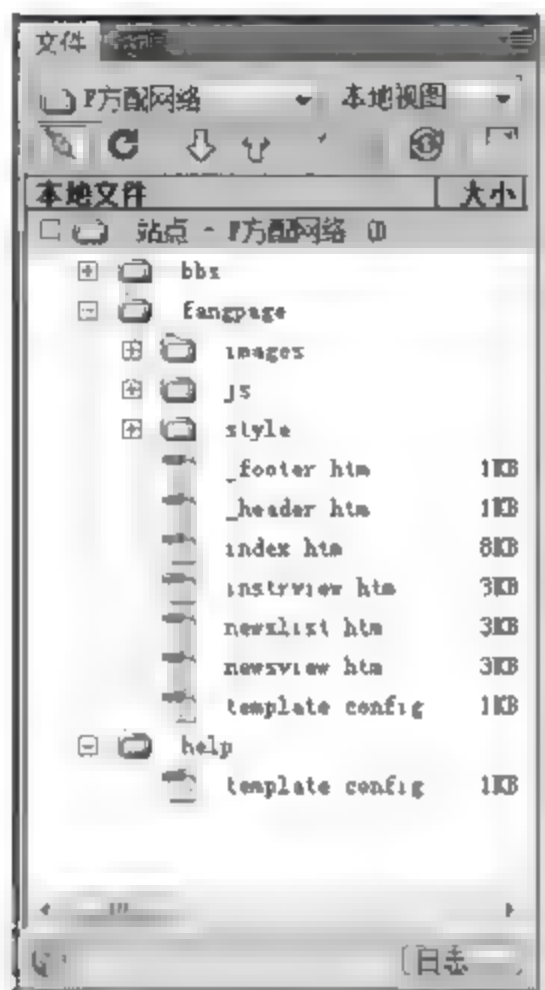 文件
F方配网络 本地视图
本地文件 大小
站点 - F方配网络 (D
bbs
fangpage
images
js
style
_footer htm 1KB
_header htm 1KB
index htm 8KB
instrview htm 3KB
newslist htm 3KB
newsview htm 3KB
template config 1KB
help
template config 1KB
日志